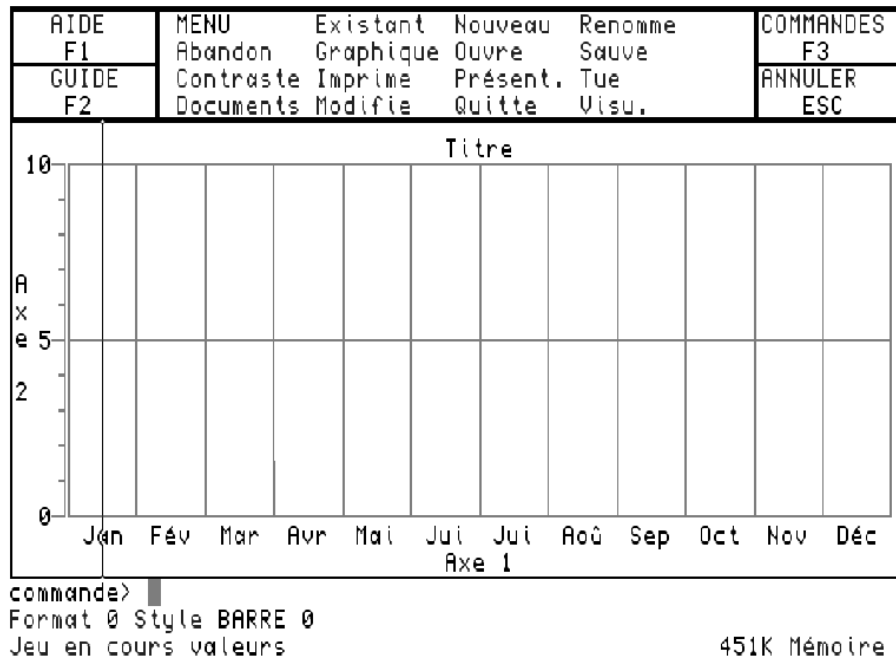 AIDE MENU Existant Nouveau Renomme COMMANDES
F1 Abandon Graphique Ouvre Sauve F3
GUIDE Contraste Imprime Présent. Tue ANNULER
F2 Documents Modifie Quitte Visu. ESC
Titre
10
Axe 2
5
0
Jan Fév Mar Avr Mai Jui Jui Aoû Sep Oct Nov Déc
Axe 1
commande>
Format 0 Style BARRE 0
Jeu en cours valeurs 451K Mémoire